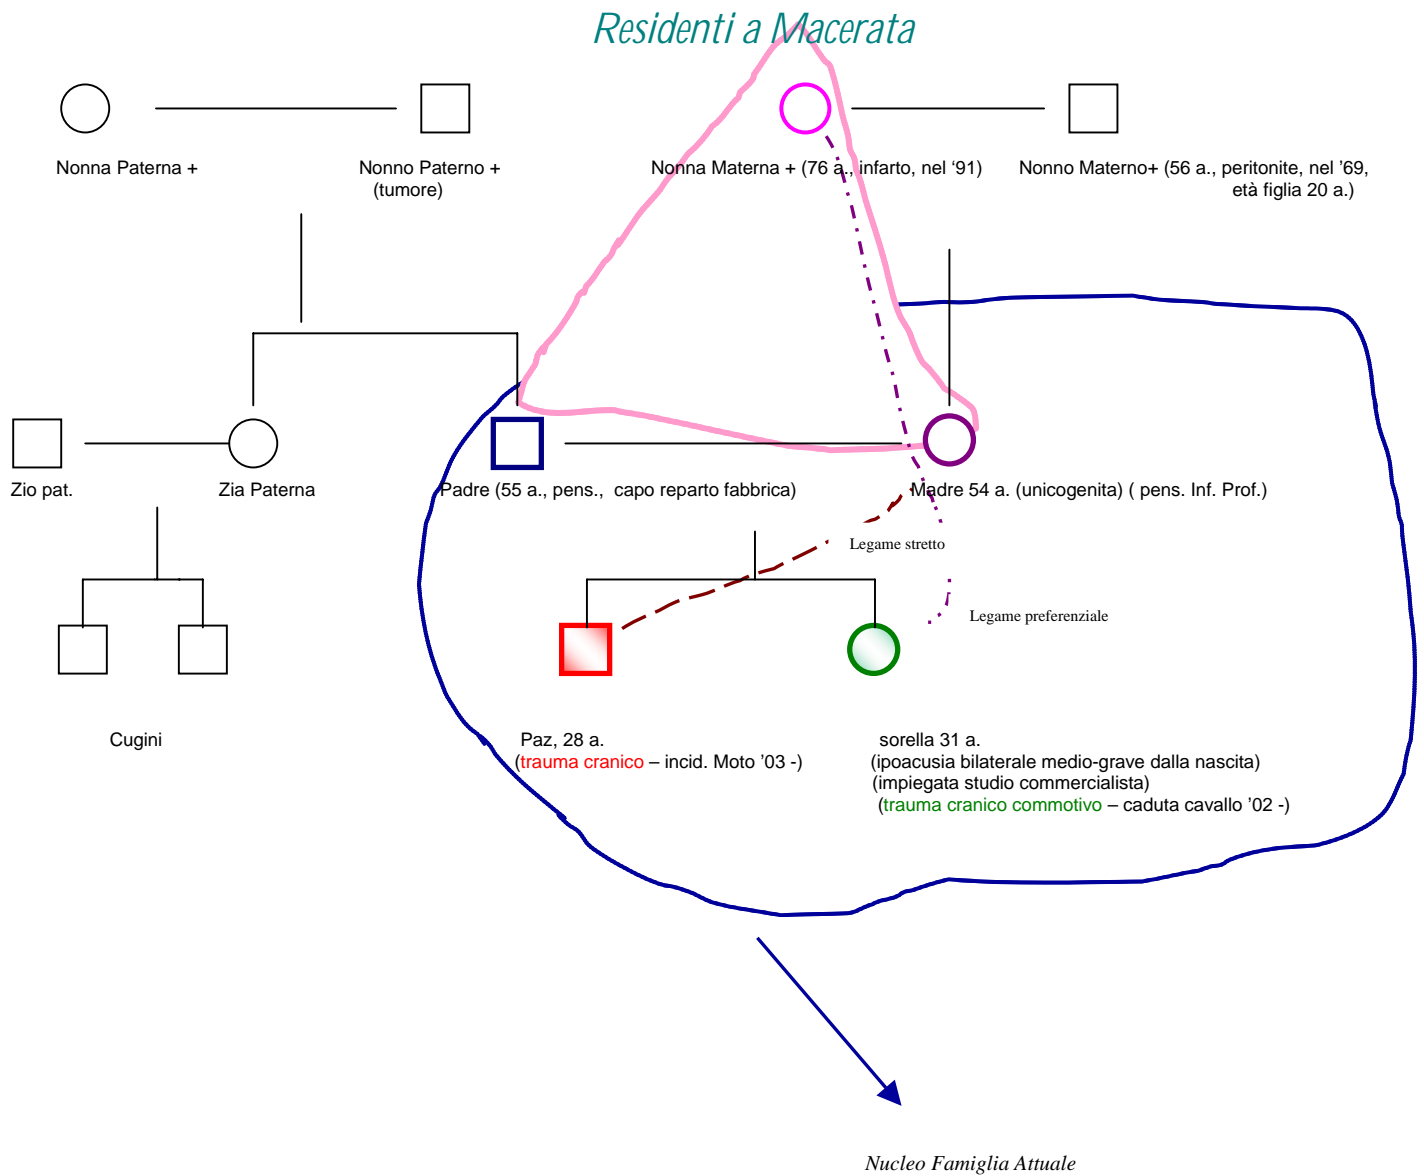 Residenti a Macerata
Nonna Paterna +
Nonno Paterno +
(tumore)
Nonna Materna + (76 a., infarto, nel ‘91)
Nonno Materno+ (56 a., peritonite, nel ’69,
età figlia 20 a.)
Zio pat.
Zia Paterna
Padre (55 a., pens., capo reparto fabbrica)
Madre 54 a. (unicogenita) ( pens. Inf. Prof.)
Legame stretto
Legame preferenziale
Cugini
Paz, 28 a.
(trauma cranico – incid. Moto ’03 -)
sorella 31 a.
(ipoacusia bilaterale medio-grave dalla nascita)
(impiegata studio commercialista)
(trauma cranico commotivo – caduta cavallo ’02 -)
Nucleo Famiglia Attuale